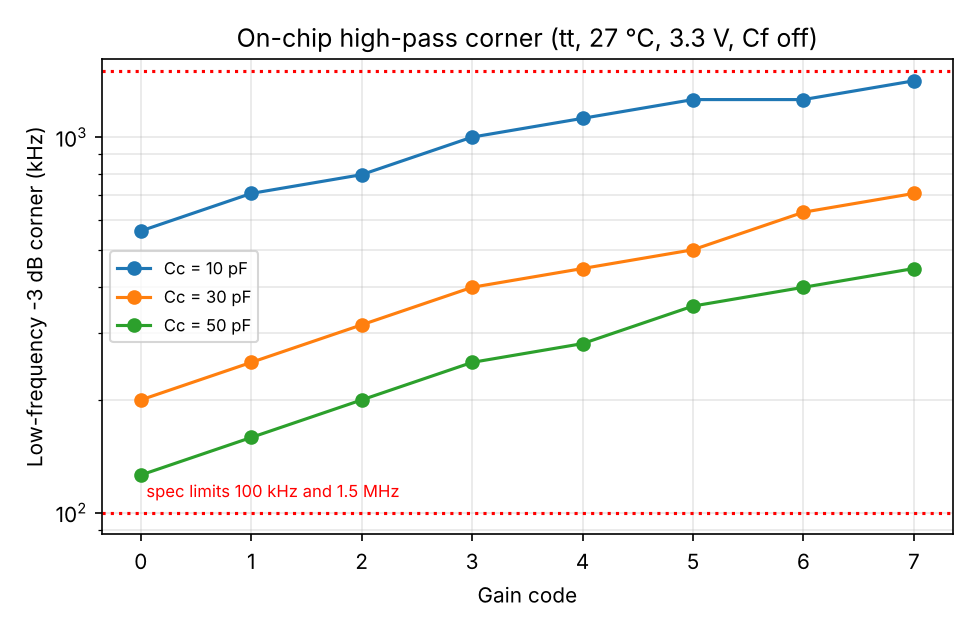 On-chip high-pass corner (tt, 27 °C, 3.3 V, Cf off)
Low-frequency -3 dB corner (kHz)
10³
10²
Cc = 10 pF
Cc = 30 pF
Cc = 50 pF
spec limits 100 kHz and 1.5 MHz
0 1 2 3 4 5 6 7
Gain code